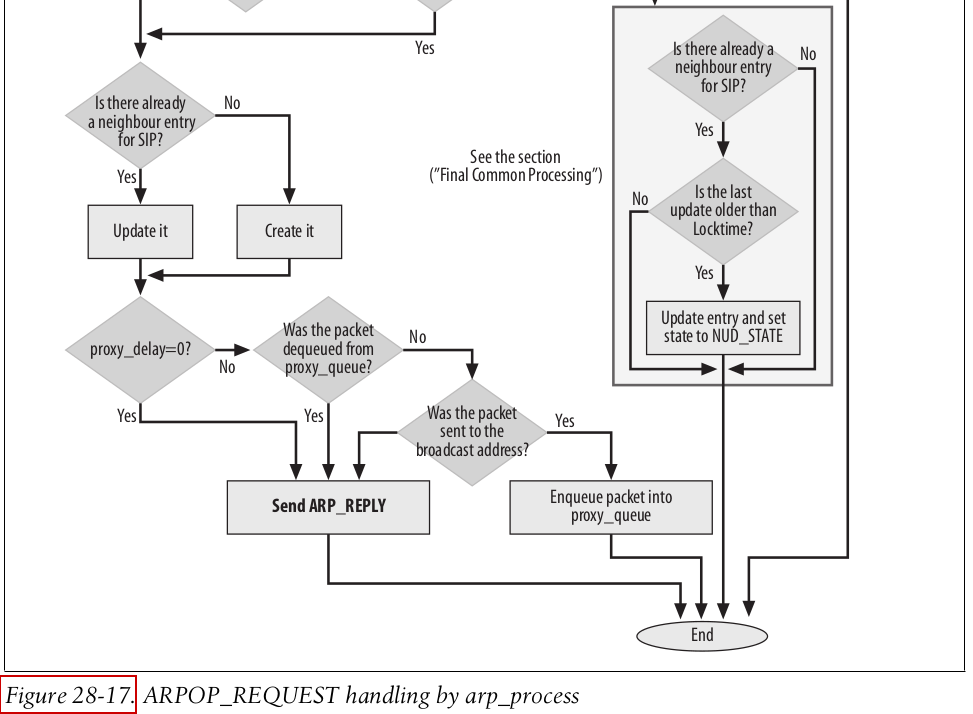 Yes
Is there already
a neighbour entry
for SIP?
No
Yes
Update it
Create it
See the section
("Final Common Processing")
Is there already a
neighbour entry
for SIP?
No
Yes
Is the last
update older than
Locktime?
No
Yes
Update entry and set
state to NUD_STATE
proxy_delay=0?
No
Yes
Was the packet
dequeued from
proxy_queue?
No
Yes
Was the packet
sent to the
broadcast address?
Yes
Send ARP_REPLY
Enqueue packet into
proxy_queue
End
Figure 28-17. ARPOP_REQUEST handling by arp_process